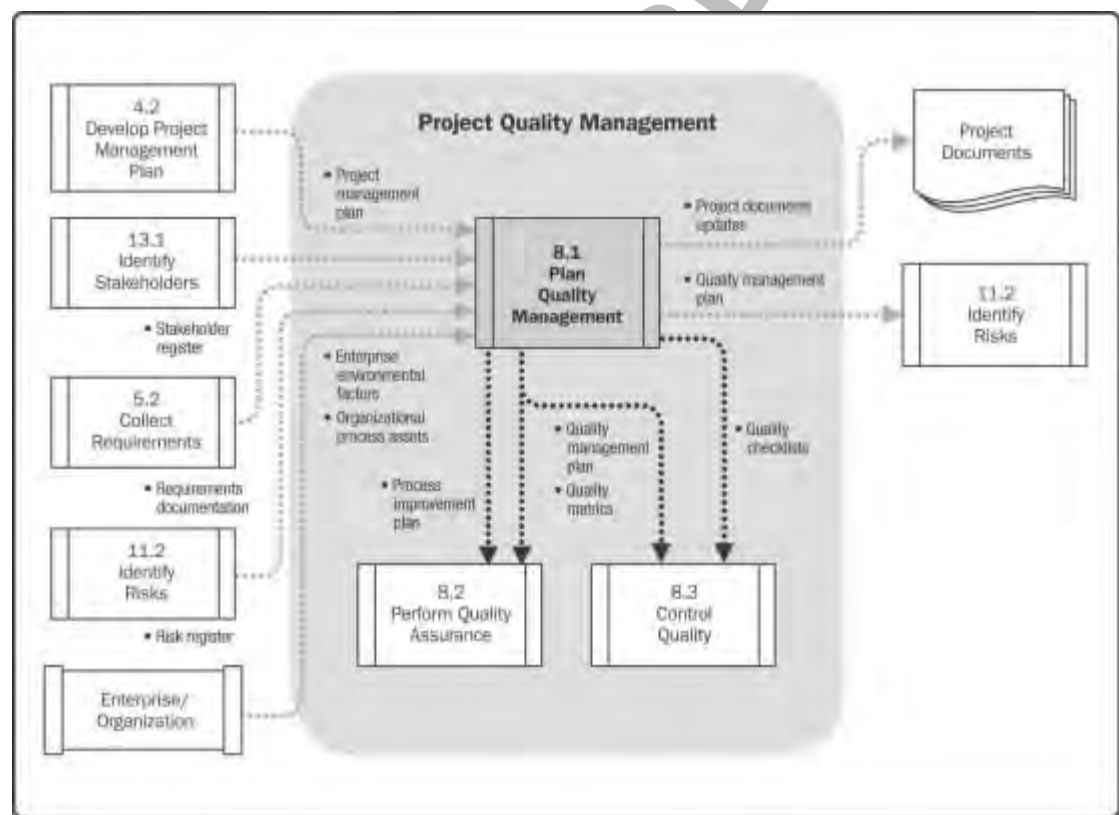 4.2
Develop Project
Management
Plan
13.1
Identify
Stakeholders
• Stakeholder
register
5.2
Collect
Requirements
• Requirements
documentation
11.2
Identify
Risks
• Risk register
Enterprise/
Organization
Project Quality Management
• Project
management
plan
8.1
Plan
Quality
Management
• Enterprise
environmental
factors
• Organizational
process assets
• Process
improvement
plan
• Quality
management
plan
• Quality
metrics
• Quality
checklists
8.2
Perform Quality
Assurance
8.3
Control
Quality
• Project documents
updates
• Quality management
plan
Project
Documents
11.2
Identify
Risks